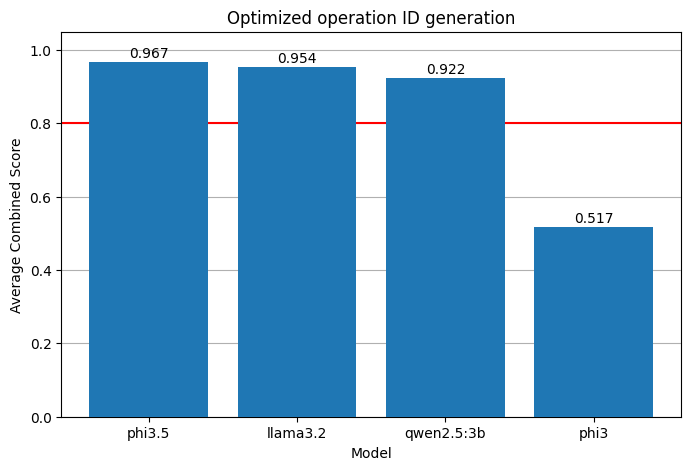 Optimized operation ID generation
Average Combined Score
1.0
0.8
0.6
0.4
0.2
0.0
0.967
0.954
0.922
0.517
phi3.5
llama3.2
qwen2.5:3b
phi3
Model